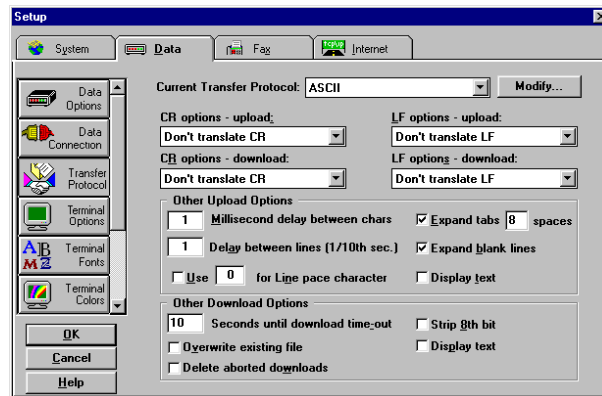 Setup
System Data Fax Internet
Data Options
Data Connection
Transfer Protocol
Terminal Options
Terminal Fonts
Terminal Colors
OK
Cancel
Help
Current Transfer Protocol: ASCII Modify...
CR options - upload: LF options - upload:
Don't translate CR Don't translate LF
CR options - download: LF options - download:
Don't translate CR Don't translate LF
Other Upload Options
1 Millisecond delay between chars Expand tabs 8 spaces
1 Delay between lines (1/10th sec.) Expand blank lines
Use 0 for Line pace character Display text
Other Download Options
10 Seconds until download time-out Strip 8th bit
Overwrite existing file Display text
Delete aborted downloads